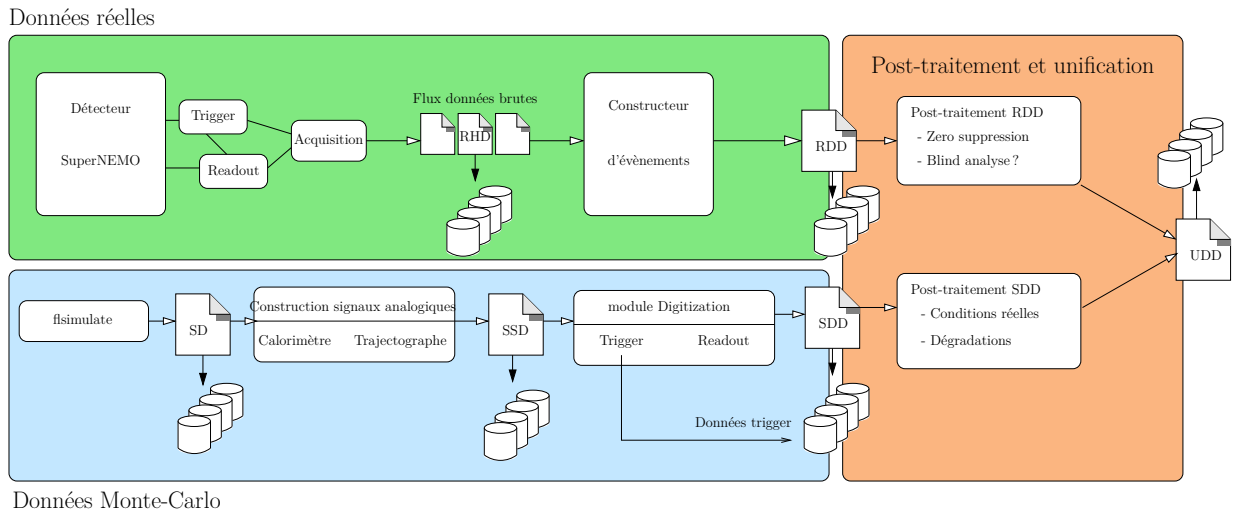 Données réelles
Post-traitement et unification
Détecteur
SuperNEMO
Trigger
Readout
Acquisition
Flux données brutes
RHD
Constructeur
d'évènements
RDD
Post-traitement RDD
- Zero suppression
- Blind analyse ?
UDD
flsimulate
SD
Construction signaux analogiques
Calorimètre Trajectographe
SSD
module Digitization
Trigger Readout
Données trigger
SDD
Post-traitement SDD
- Conditions réelles
- Dégradations
Données Monte-Carlo